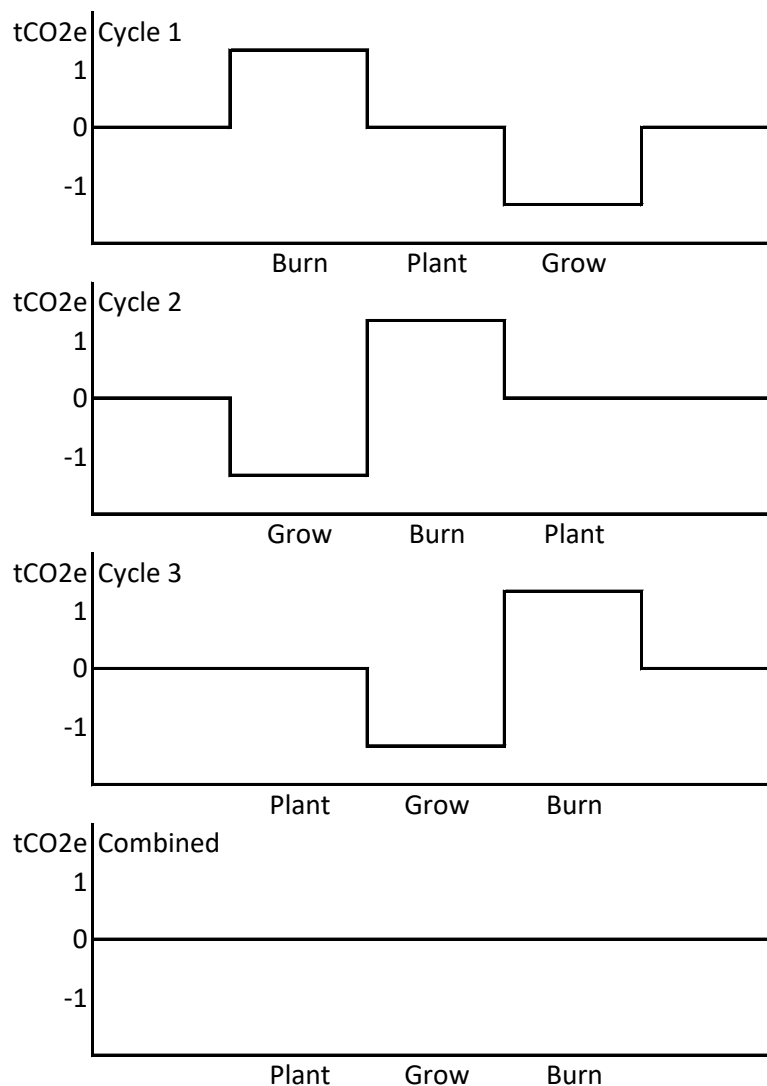 tCO2e Cycle 1
1
0
-1
Burn Plant Grow
tCO2e Cycle 2
1
0
-1
Grow Burn Plant
tCO2e Cycle 3
1
0
-1
Plant Grow Burn
tCO2e Combined
1
0
-1
Plant Grow Burn